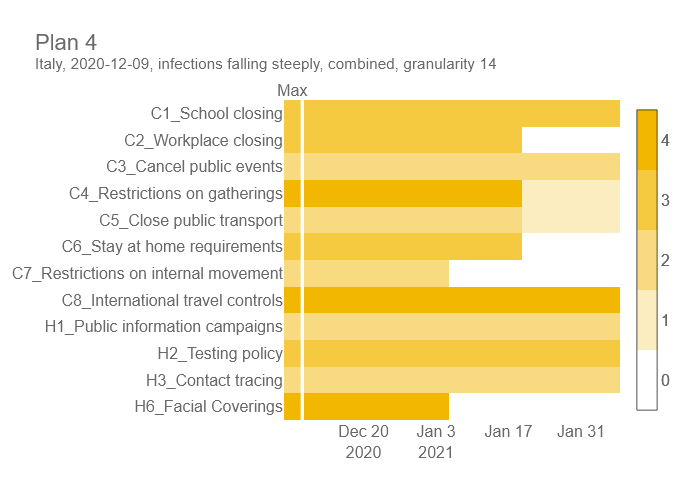 Plan 4
Italy, 2020-12-09, infections falling steeply, combined, granularity 14
Max
C1_School closing
C2_Workplace closing
C3_Cancel public events
C4_Restrictions on gatherings
C5_Close public transport
C6_Stay at home requirements
C7_Restrictions on internal movement
C8_International travel controls
H1_Public information campaigns
H2_Testing policy
H3_Contact tracing
H6_Facial Coverings
Dec 20 Jan 3 Jan 17 Jan 31
2020 2021
4
3
2
1
0